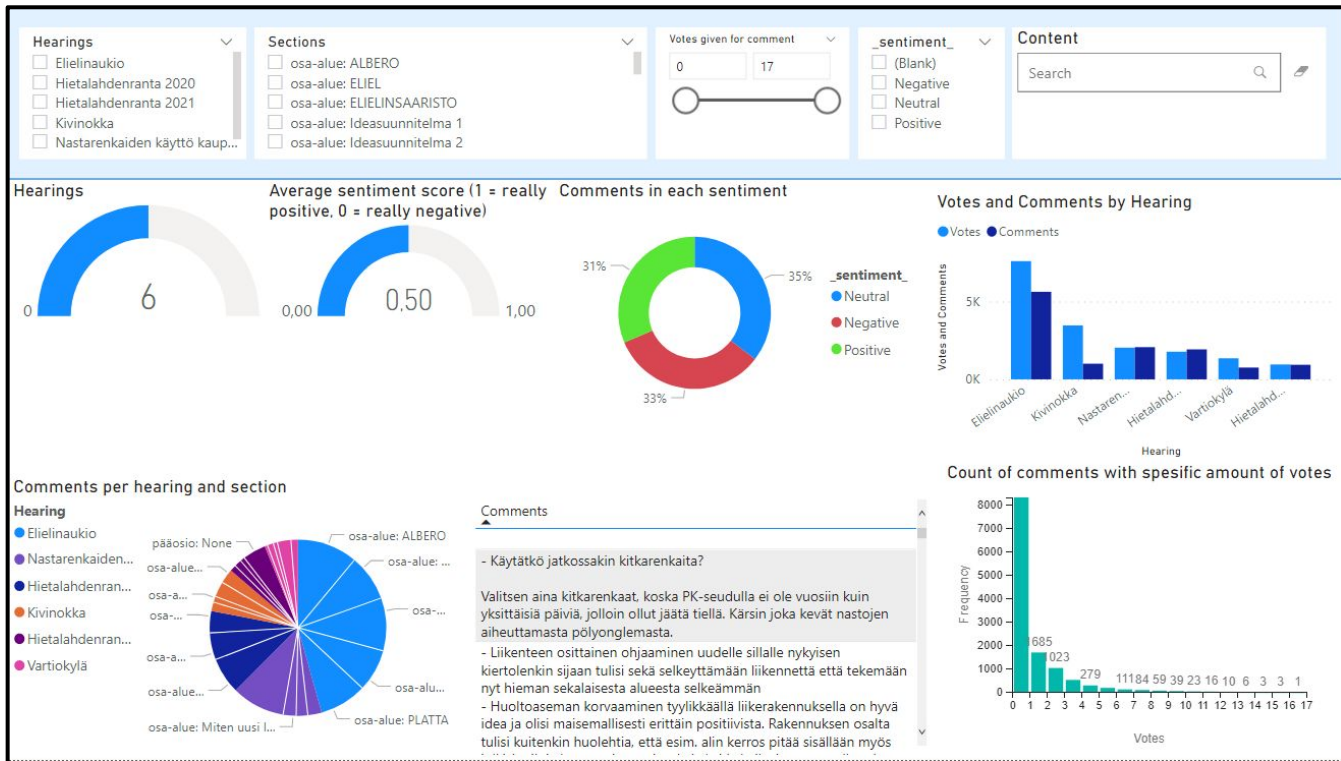 Hearings
Elielinaukio
Hietalahdenranta 2020
Hietalahdenranta 2021
Kivinokka
Nastarenkaiden käyttö kaup...
Sections
osa-alue: ALBERO
osa-alue: ELIEL
osa-alue: ELIELINSAARISTO
osa-alue: Ideasuunnitelma 1
osa-alue: Ideasuunnitelma 2
Votes given for comment
0 17
_sentiment_
(Blank)
Negative
Neutral
Positive
Content
Search
Hearings
0
6
Average sentiment score (1 = really
positive, 0 = really negative)
0,00
0,50
1,00
Comments in each sentiment
31%
35%
33%
_sentiment_
Neutral
Negative
Positive
Votes and Comments by Hearing
Votes Comments
Votes and Comments
5K
0K
Elielinaukio
Kivinokka
Nastaren...
Hietalahd...
Vartiokylä
Hietalahd...
Hearing
Comments per hearing and section
Hearing
Elielinaukio
Nastarenkaiden...
Hietalahdenran...
Kivinokka
Hietalahdenran...
Vartiokylä
pääosio: None
osa-alue...
osa-a...
osa-...
osa-a...
osa-alue...
osa-alue: Miten uusi l...
osa-alue: ALBERO
osa-alue: ...
osa-...
osa-a...
osa-alu...
osa-alue: PLATTA
Comments
- Käytätkö jatkossakin kitkarenkaita?
Valitsen aina kitkarenkaat, koska PK-seudulla ei ole vuosiin kuin
yksittäisiä päiviä, jolloin ollut jäätä tiellä. Kärsin joka kevät nastojen
aiheuttamasta pölyonglemasta.
- Liikenteen osittainen ohjaaminen uudelle sillalle nykyisen
kiertolenkin sijaan tulisi sekä selkeyttämään liikennettä että tekemään
nyt hieman sekalaisesta alueesta selkeämmän
- Huoltoaseman korvaaminen tyylikkäällä liikerakennuksella on hyvä
idea ja olisi maisemallisesti erittäin positiivista. Rakennuksen osalta
tulisi kuitenkin huolehtia, että esim. alin kerros pitää sisällään myös
Count of comments with spesific amount of votes
Frequency
8000
7000
6000
5000
4000
3000
2000
1000
0
1685
1023
279
111 84 59 39 23 16 10 6 3 3 1
0 1 2 3 4 5 6 7 8 9 10 11 12 13 14 15 16 17
Votes